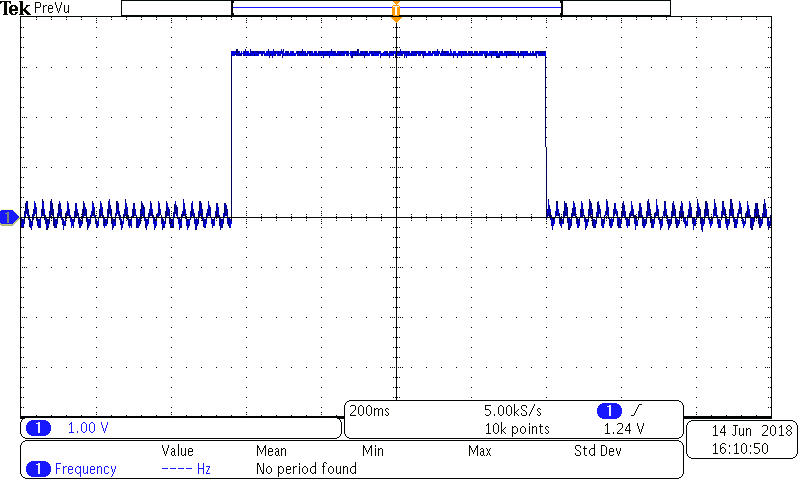 Tek PreVu
T
1
200ms 5.00kS/s 1
10k points 1.24 V
1 1.00 V
14 Jun 2018
16:10:50
Value Mean Min Max Std Dev
1 Frequency ---- Hz No period found